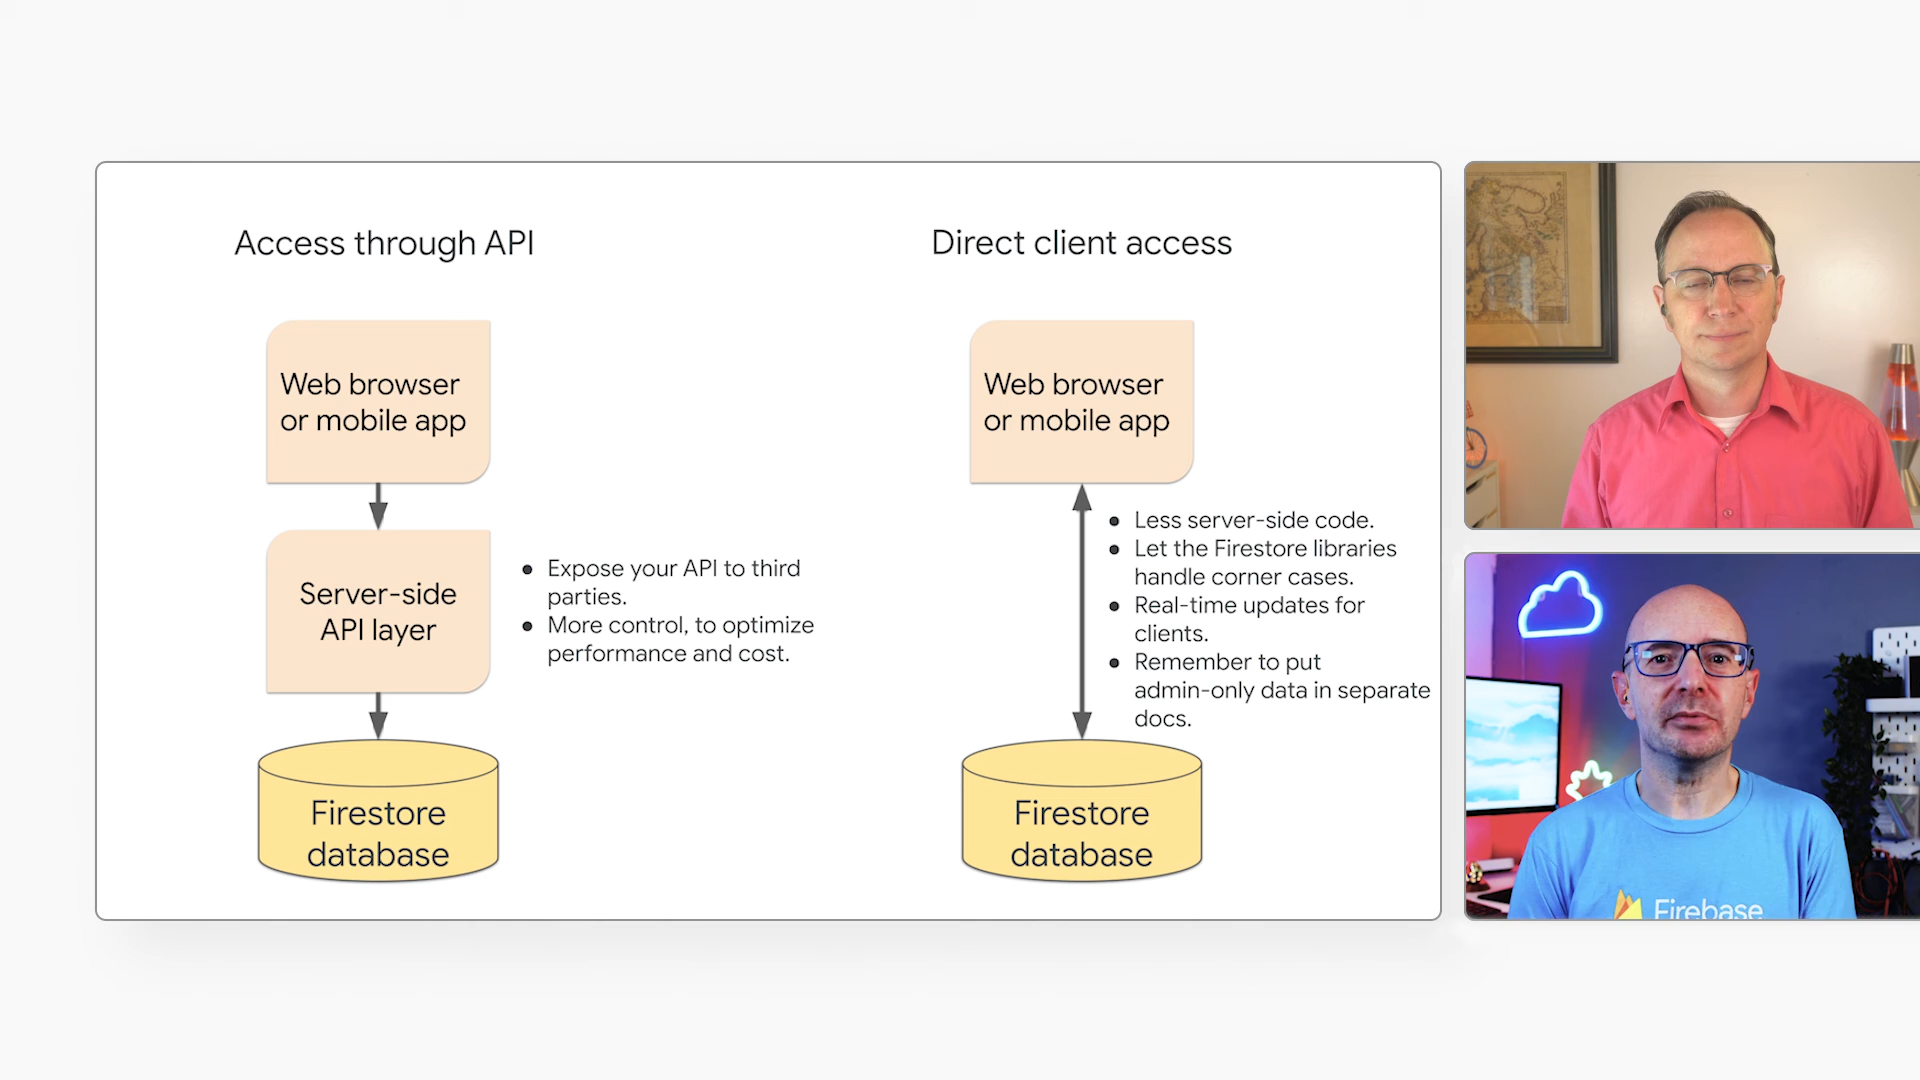 Access through API
Web browser
or mobile app
Server-side
API layer
● Expose your API to third
parties.
● More control, to optimize
performance and cost.
Firestore
database
Direct client access
Web browser
or mobile app
● Less server-side code.
● Let the Firestore libraries
handle corner cases.
● Real-time updates for
clients.
● Remember to put
admin-only data in separate
docs.
Firestore
database
Firebase